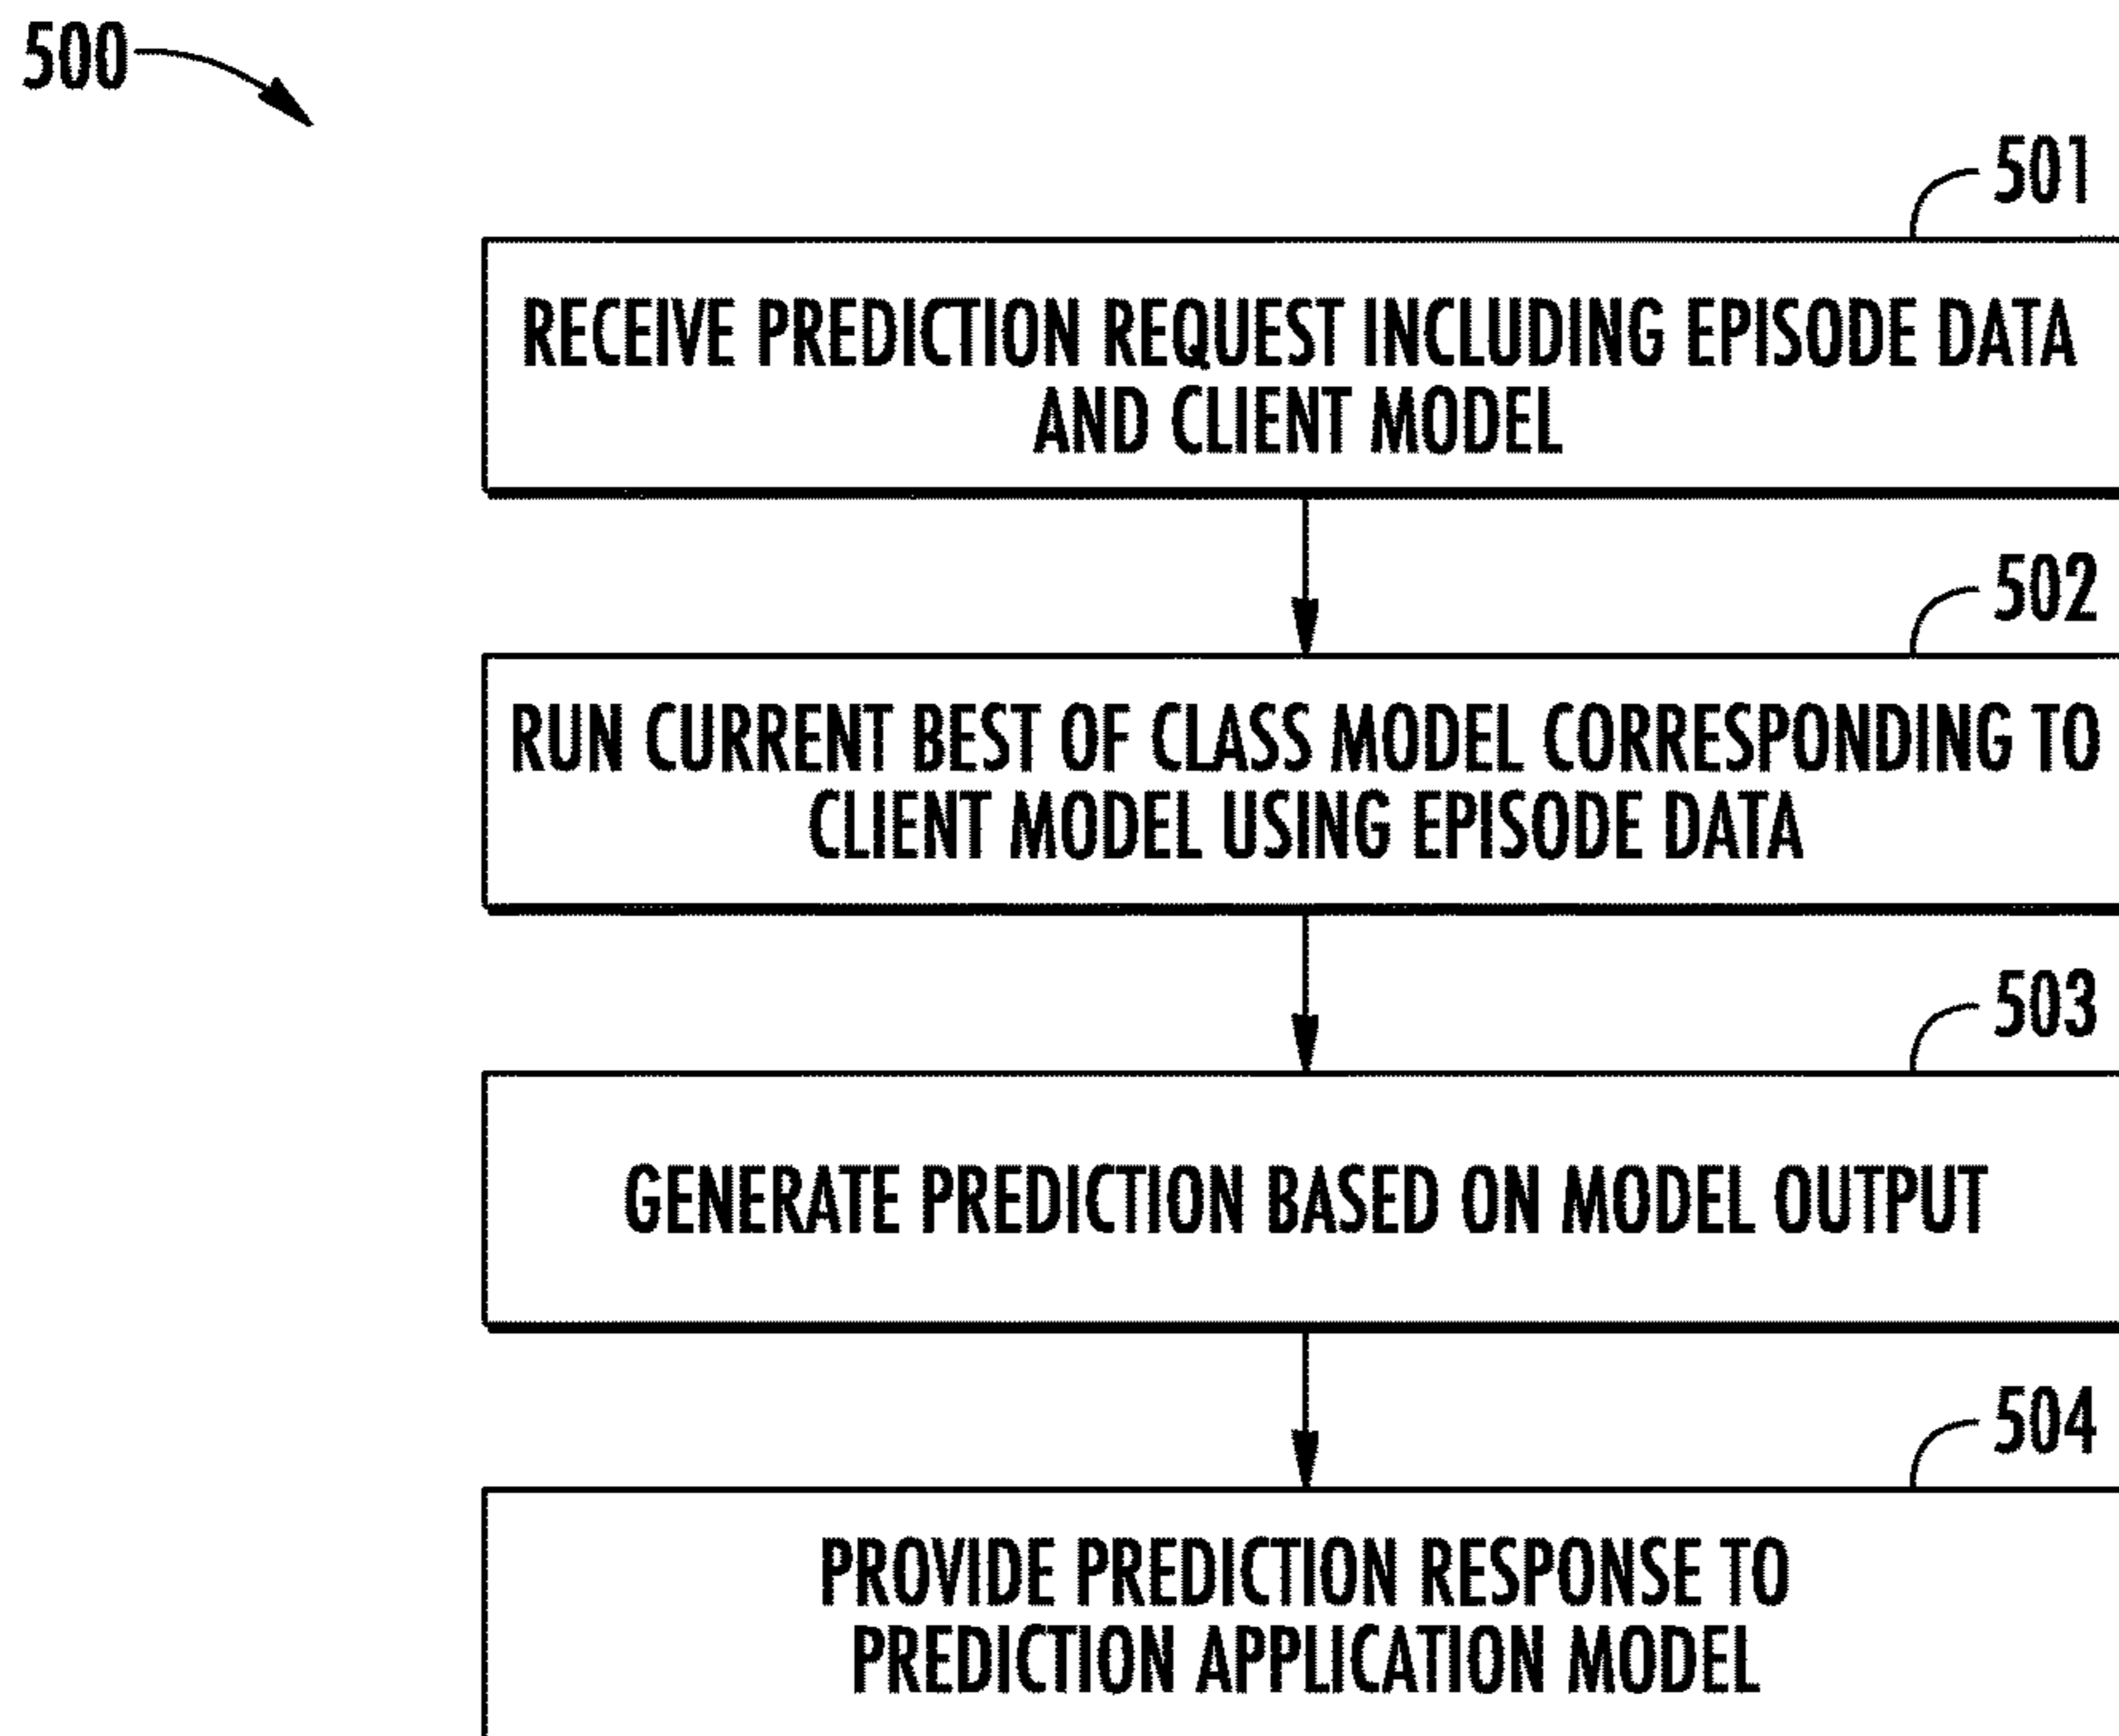 500
501
RECEIVE PREDICTION REQUEST INCLUDING EPISODE DATA
AND CLIENT MODEL
502
RUN CURRENT BEST OF CLASS MODEL CORRESPONDING TO
CLIENT MODEL USING EPISODE DATA
503
GENERATE PREDICTION BASED ON MODEL OUTPUT
504
PROVIDE PREDICTION RESPONSE TO
PREDICTION APPLICATION MODEL